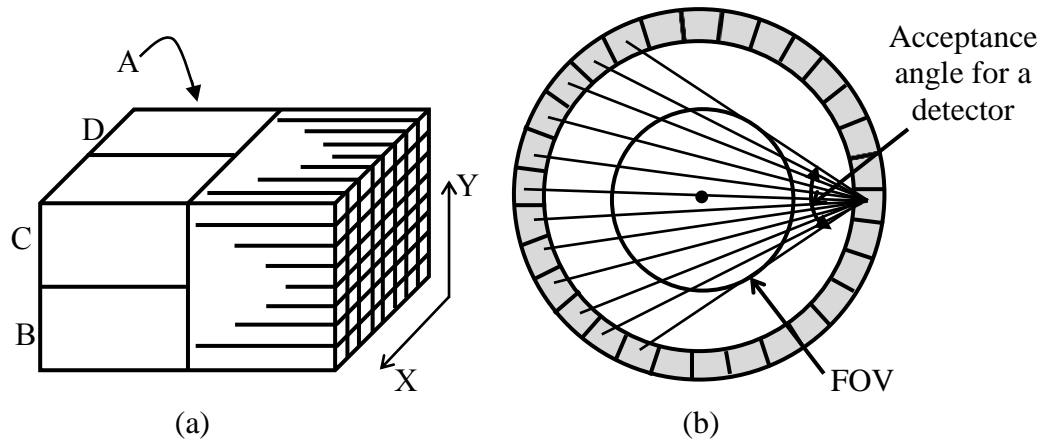 A
D
C
B
Y
X
(a)
Acceptance
angle for a
detector
FOV
(b)